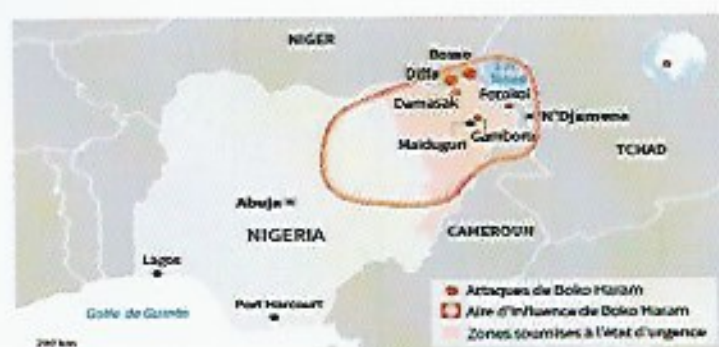 NIGER
Bosso
Diffa
Lac
Tchad
Damasak
Fotokol
N'Djamena
Maiduguri
Gamboru
TCHAD
Abuja
NIGERIA
CAMEROUN
Lagos
Golfe de Guinée
Port Harcourt
Attaques de Boko Haram
Aire d'influence de Boko Haram
Zones soumises à l'état d'urgence
200 km